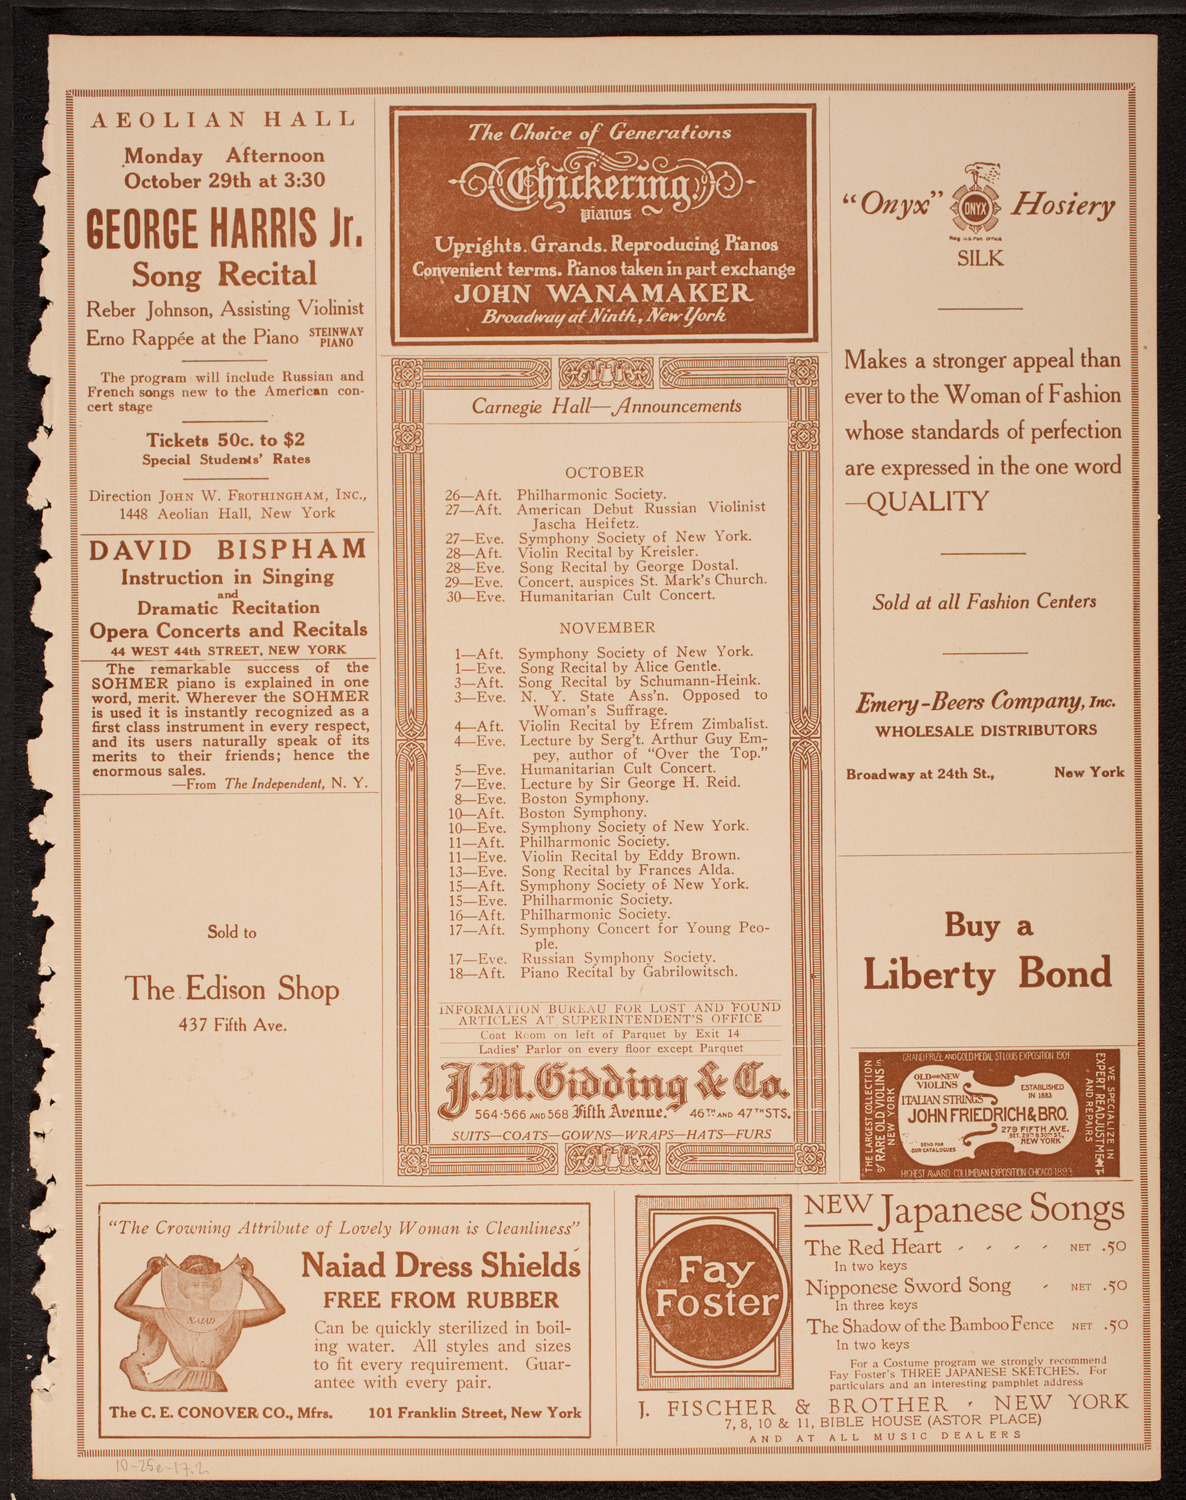 AEOLIAN HALL
Monday Afternoon
October 29th at 3:30
GEORGE HARRIS Jr.
Song Recital
Reber Johnson, Assisting Violinist
Erno Rappée at the Piano STEINWAY PIANO
The program will include Russian and
French songs new to the American con-
cert stage
Tickets 50c. to $2
Special Students' Rates
Direction JOHN W. FROTHINGHAM, INC.,
1448 Aeolian Hall, New York
DAVID BISPHAM
Instruction in Singing
and
Dramatic Recitation
Opera Concerts and Recitals
44 WEST 44th STREET, NEW YORK
The remarkable success of the
SOHMER piano is explained in one
word, merit. Wherever the SOHMER
is used it is instantly recognized as a
first class instrument in every respect,
and its users naturally speak of its
merits to their friends; hence the
enormous sales.
—From The Independent, N. Y.
Sold to
The Edison Shop
437 Fifth Ave.
The Choice of Generations
Chickering
pianos
Uprights. Grands. Reproducing Pianos
Convenient terms. Pianos taken in part exchange
JOHN WANAMAKER
Broadway at Ninth, New York
Carnegie Hall—Announcements
OCTOBER
26—Aft. Philharmonic Society.
27—Aft. American Debut Russian Violinist
Jascha Heifetz.
27—Eve. Symphony Society of New York.
28—Aft. Violin Recital by Kreisler.
28—Eve. Song Recital by George Dostal.
29—Eve. Concert, auspices St. Mark's Church.
30—Eve. Humanitarian Cult Concert.
NOVEMBER
1—Aft. Symphony Society of New York.
1—Eve. Song Recital by Alice Gentle.
3—Aft. Song Recital by Schumann-Heink.
3—Eve. N. Y. State Ass'n. Opposed to
Woman's Suffrage.
4—Aft. Violin Recital by Efrem Zimbalist.
4—Eve. Lecture by Serg't. Arthur Guy Em-
pey, author of "Over the Top."
5—Eve. Humanitarian Cult Concert.
7—Eve. Lecture by Sir George H. Reid.
8—Eve. Boston Symphony.
10—Aft. Boston Symphony.
10—Eve. Symphony Society of New York.
11—Aft. Philharmonic Society.
11—Eve. Violin Recital by Eddy Brown.
13—Eve. Song Recital by Frances Alda.
15—Aft. Symphony Society of New York.
15—Eve. Philharmonic Society.
16—Aft. Philharmonic Society.
17—Aft. Symphony Concert for Young Peo-
ple.
17—Eve. Russian Symphony Society.
18—Aft. Piano Recital by Gabrilowitsch.
INFORMATION BUREAU FOR LOST AND FOUND
ARTICLES AT SUPERINTENDENT'S OFFICE
Coat Room on left of Parquet by Exit 14
Ladies' Parlor on every floor except Parquet
J.M. Gidding & Co.
564-566 AND 568 Fifth Avenue. 46TH AND 47TH STS.
SUITS—COATS—GOWNS—WRAPS—HATS—FURS
"Onyx" ONYX Hosiery
Reg. U.S. Pat. Office
SILK
Makes a stronger appeal than
ever to the Woman of Fashion
whose standards of perfection
are expressed in the one word
—QUALITY
Sold at all Fashion Centers
Emery-Beers Company, Inc.
WHOLESALE DISTRIBUTORS
Broadway at 24th St., New York
Buy a
Liberty Bond
GRAND PRIZE AND GOLD MEDAL ST LOUIS EXPOSITION 1904
THE LARGEST COLLECTION
of RARE OLD VIOLINS in
NEW YORK
OLD AND NEW
VIOLINS
ITALIAN STRINGS
ESTABLISHED
IN 1883
JOHN FRIEDRICH & BRO.
279 FIFTH AVE.
BET. 29TH & 30TH ST.,
NEW YORK
SEND FOR
OUR CATALOGUES
WE SPECIALIZE IN
EXPERT READJUSTMENT
AND REPAIRS
HIGHEST AWARD COLUMBIAN EXPOSITION CHICAGO 1893
"The Crowning Attribute of Lovely Woman is Cleanliness"
NAIAD
Naiad Dress Shields
FREE FROM RUBBER
Can be quickly sterilized in boil-
ing water. All styles and sizes
to fit every requirement. Guar-
antee with every pair.
The C. E. CONOVER CO., Mfrs. 101 Franklin Street, New York
Fay
Foster
NEW Japanese Songs
The Red Heart - - - - NET .50
In two keys
Nipponese Sword Song - NET .50
In three keys
The Shadow of the Bamboo Fence NET .50
In two keys
For a Costume program we strongly recommend
Fay Foster's THREE JAPANESE SKETCHES. For
particulars and an interesting pamphlet address
J. FISCHER & BROTHER, NEW YORK
7, 8, 10 & 11, BIBLE HOUSE (ASTOR PLACE)
AND AT ALL MUSIC DEALERS
10-25e-17.2